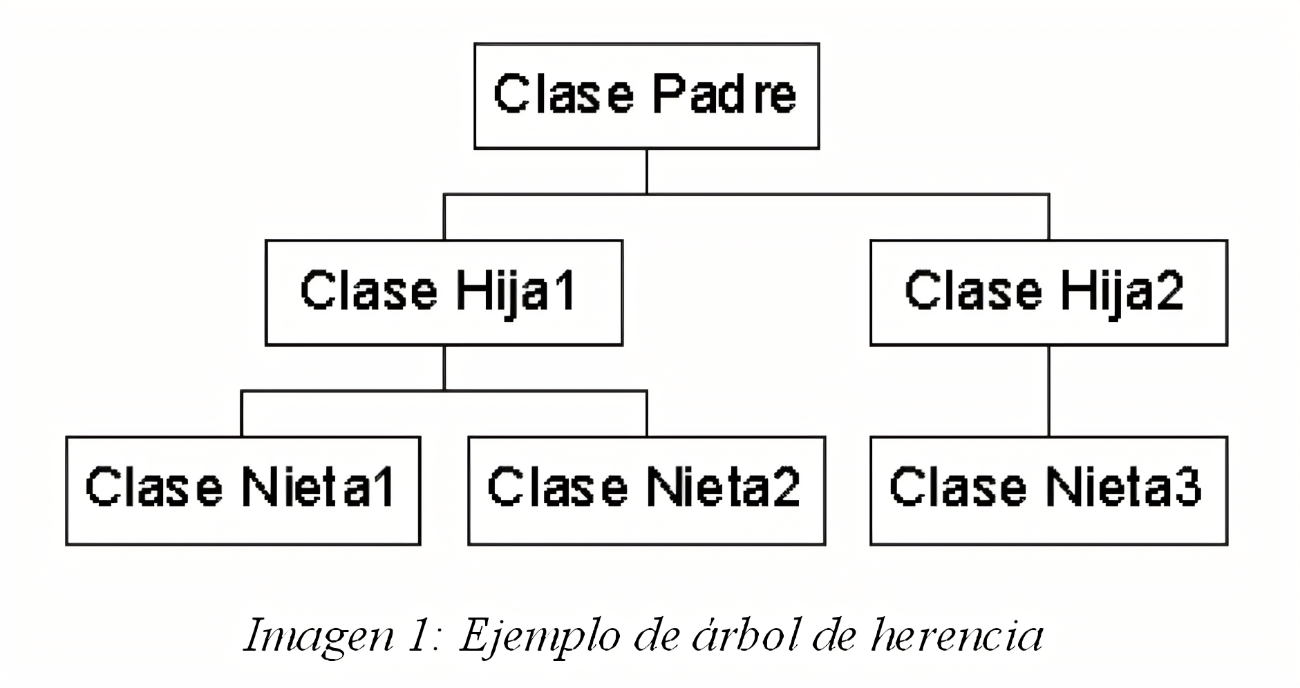 Clase Padre
Clase Hija1
Clase Hija2
Clase Nieta1
Clase Nieta2
Clase Nieta3
Imagen 1: Ejemplo de árbol de herencia